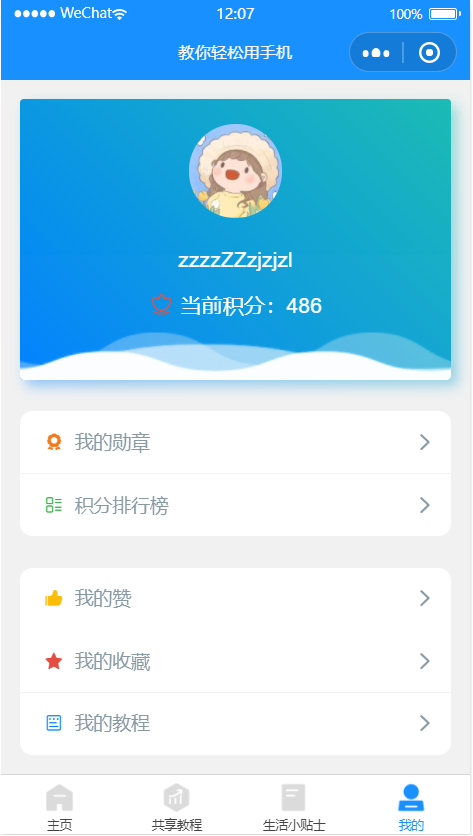 WeChat 12:07 100%
教你轻松用手机
zzzzZZzjzjzl
当前积分：486
我的勋章
积分排行榜
我的赞
我的收藏
我的教程
主页 共享教程 生活小贴士 我的